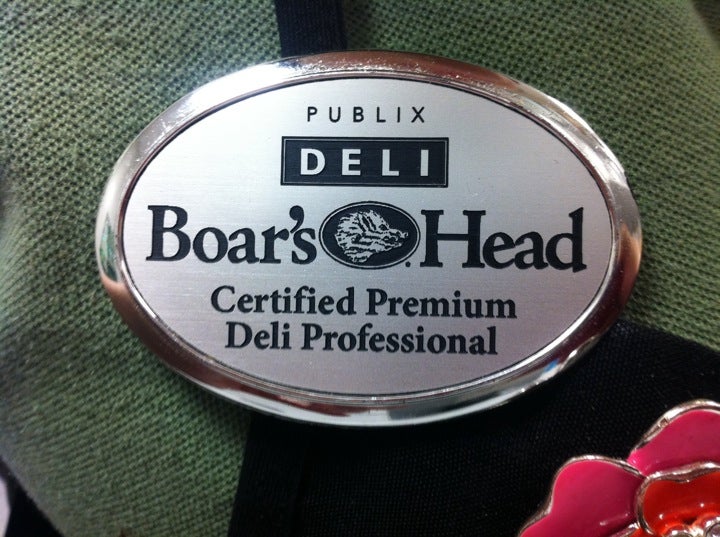 PUBLIX
DELI
Boar's Head
Certified Premium
Deli Professional